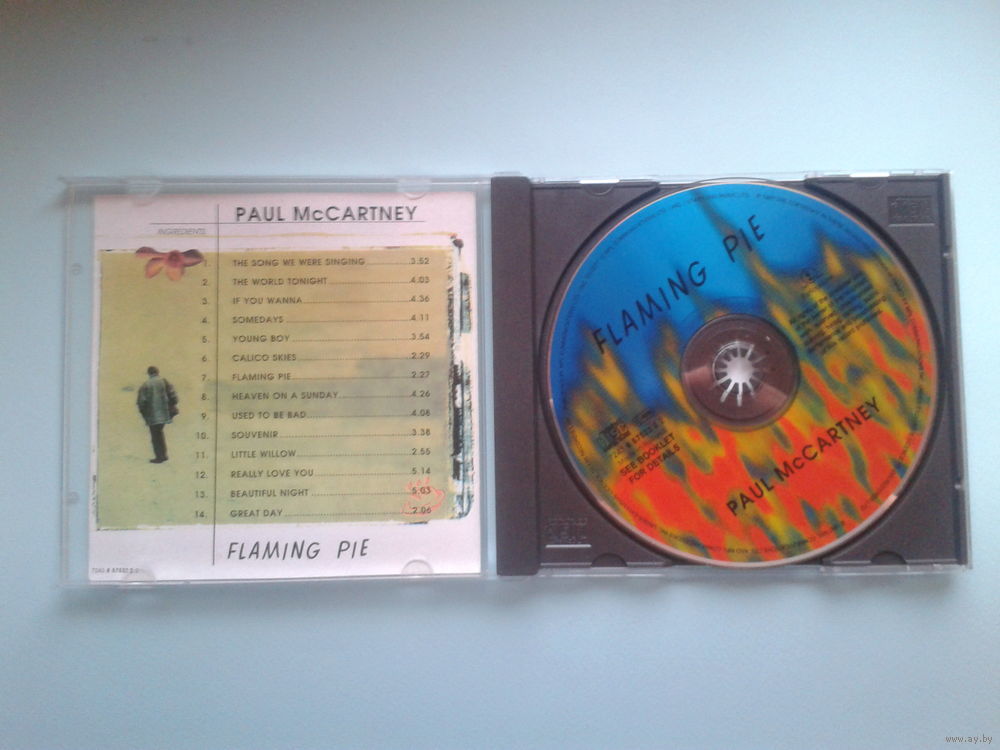 PAUL McCARTNEY
INGREDIENTS
1. THE SONG WE WERE SINGING 3.52
2. THE WORLD TONIGHT 4.03
3. IF YOU WANNA 4.36
4. SOMEDAYS 4.11
5. YOUNG BOY 3.54
6. CALICO SKIES 2.29
7. FLAMING PIE 2.27
8. HEAVEN ON A SUNDAY 4.26
9. USED TO BE BAD 4.08
10. SOUVENIR 3.38
11. LITTLE WILLOW 2.55
12. REALLY LOVE YOU 5.14
13. BEAUTIFUL NIGHT 5.03
14. GREAT DAY 2.06
FLAMING PIE
FLAMING PIE
SEE BOOKLET
FOR DETAILS
PAUL McCARTNEY
www.ay.by